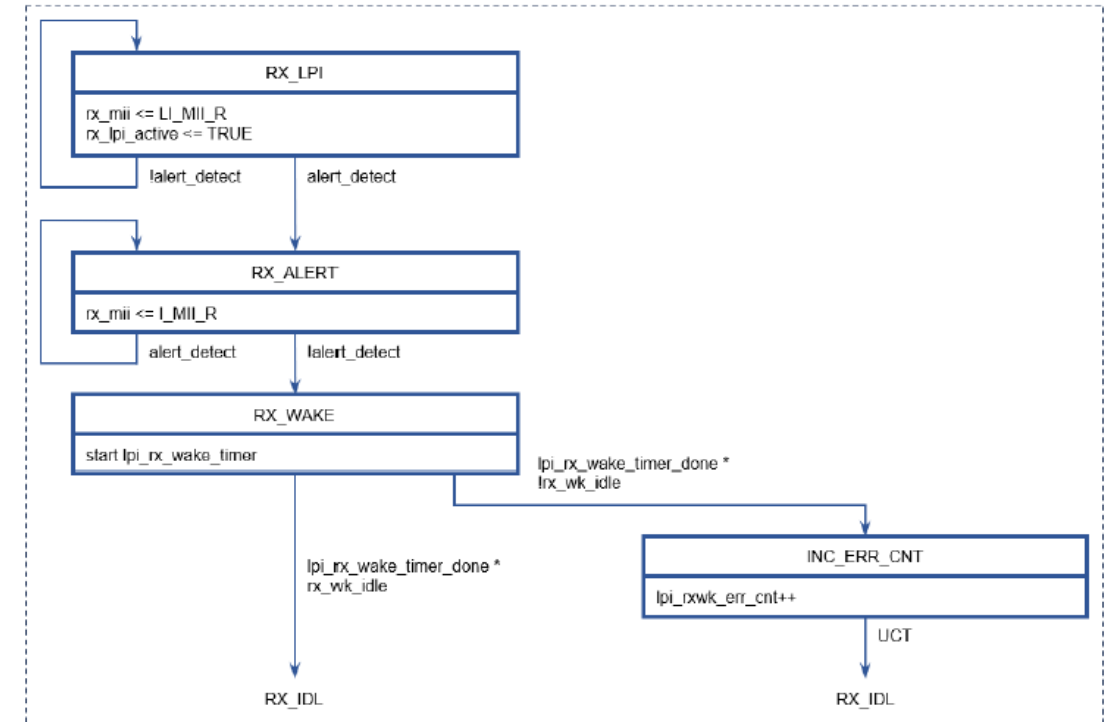 RX_LPI
rx_mii <= LI_MII_R
rx_lpi_active <= TRUE
!alert_detect
alert_detect
RX_ALERT
rx_mii <= I_MII_R
alert_detect
!alert_detect
RX_WAKE
start lpi_rx_wake_timer
lpi_rx_wake_timer_done *
!rx_wk_idle
lpi_rx_wake_timer_done *
rx_wk_idle
INC_ERR_CNT
lpi_rxwk_err_cnt++
UCT
RX_IDL
RX_IDL